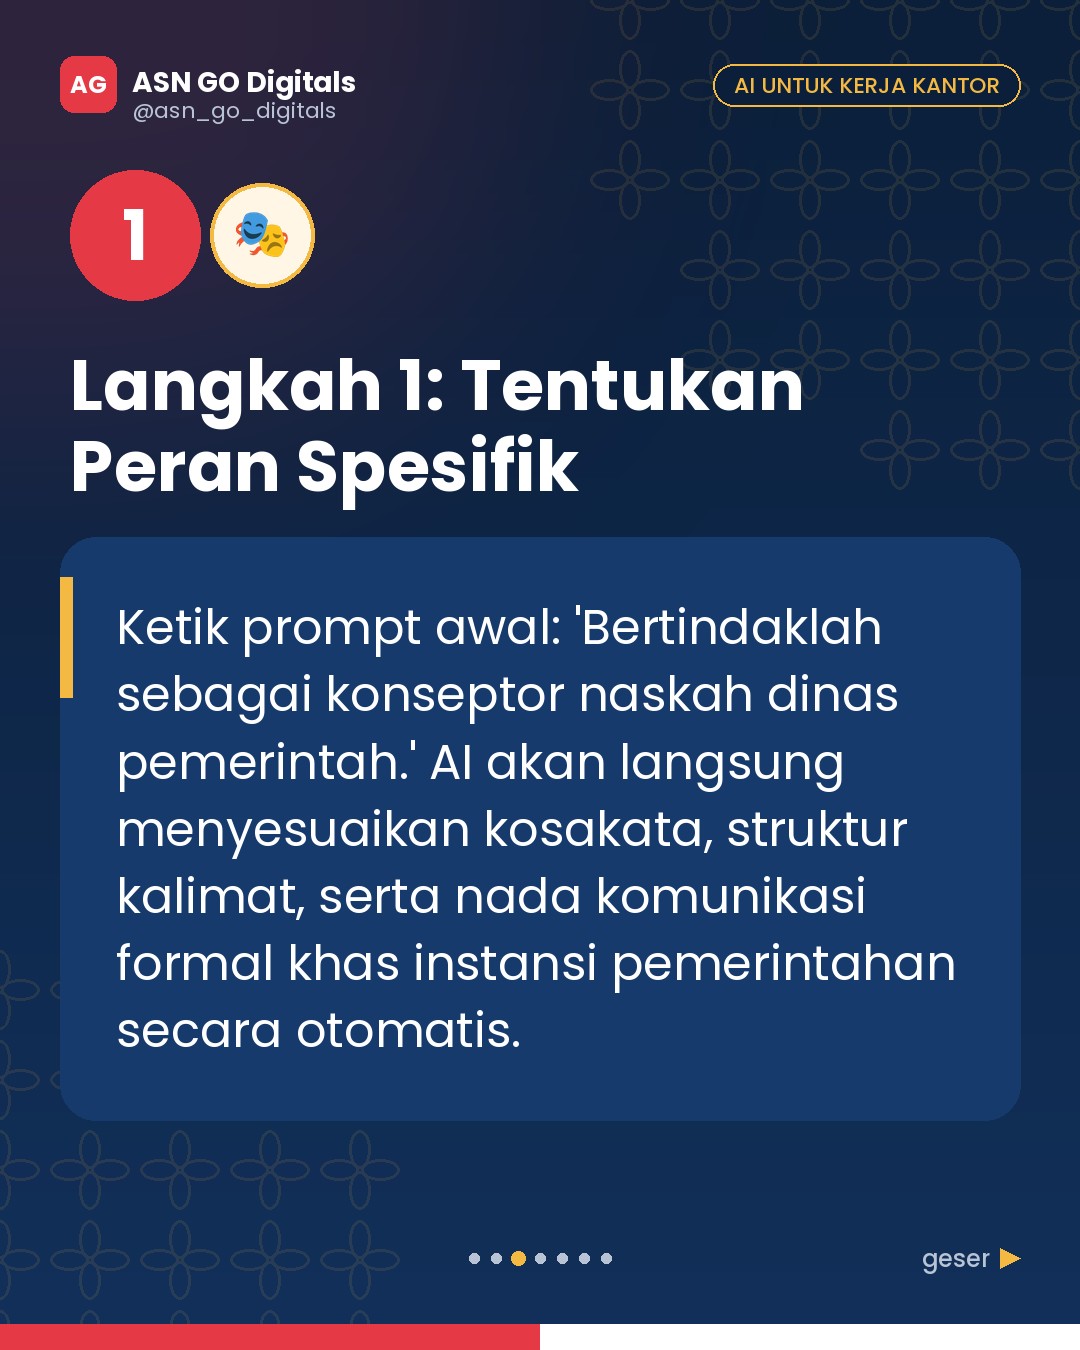 AG
ASN GO Digitals
@asn_go_digitals
AI UNTUK KERJA KANTOR
1
Langkah 1: Tentukan
Peran Spesifik
Ketik prompt awal: 'Bertindaklah
sebagai konseptor naskah dinas
pemerintah.' AI akan langsung
menyesuaikan kosakata, struktur
kalimat, serta nada komunikasi
formal khas instansi pemerintahan
secara otomatis.
geser